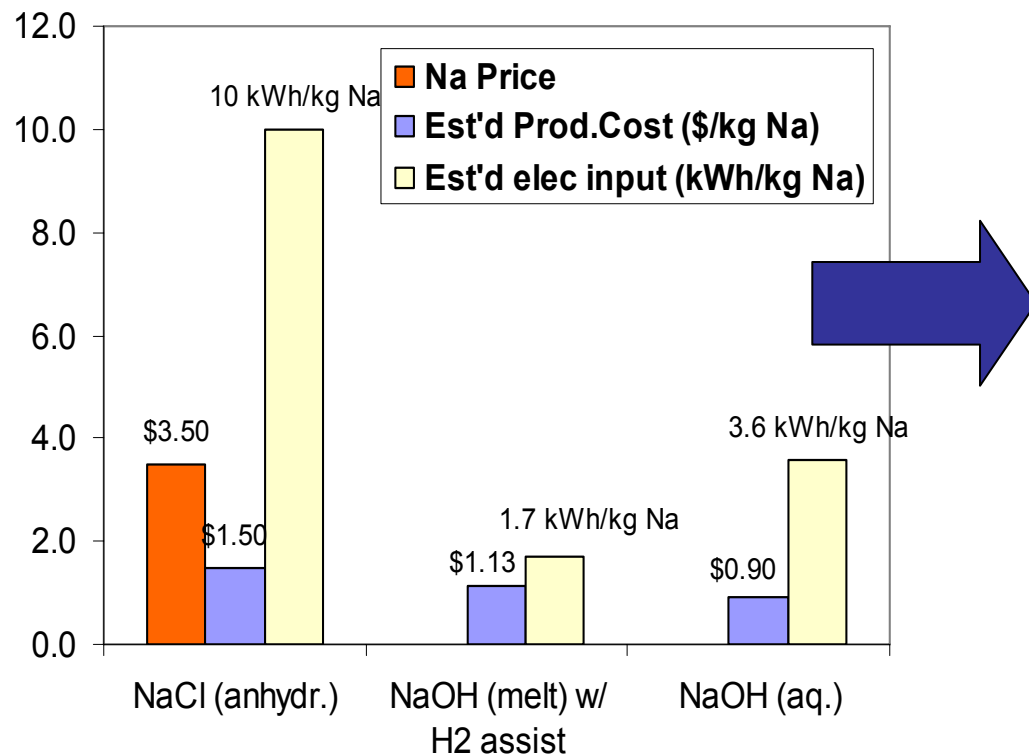 12.0
10.0
8.0
6.0
4.0
2.0
0.0
Na Price
Est'd Prod.Cost ($/kg Na)
Est'd elec input (kWh/kg Na)
10 kWh/kg Na
$3.50
$1.50
1.7 kWh/kg Na
$1.13
3.6 kWh/kg Na
$0.90
NaCl (anhydr.)
NaOH (melt) w/
H2 assist
NaOH (aq.)